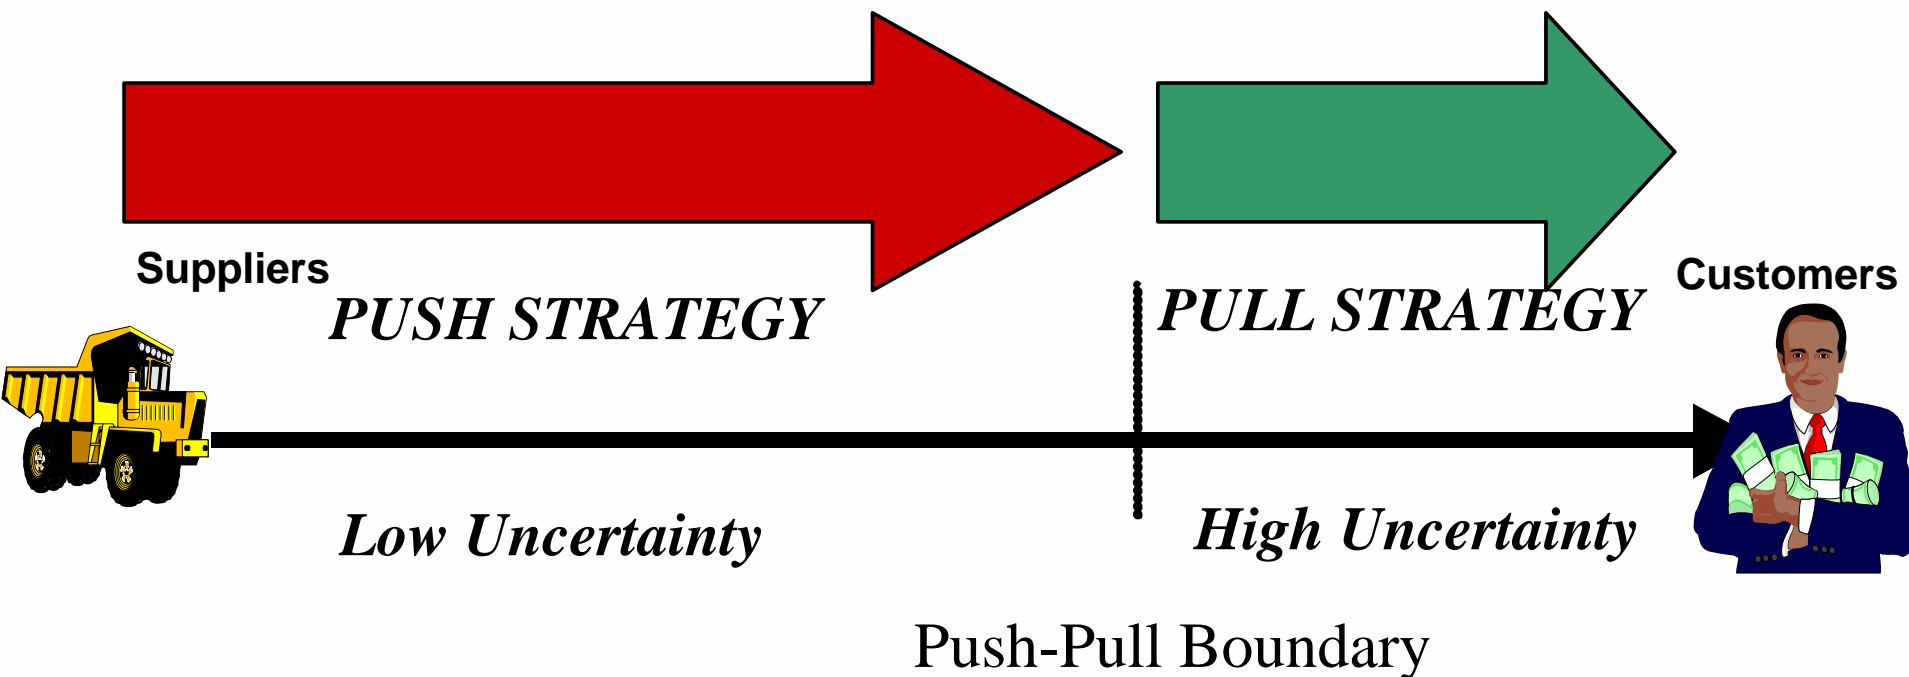 Suppliers
Customers
PUSH STRATEGY
PULL STRATEGY
Low Uncertainty
High Uncertainty
Push-Pull Boundary